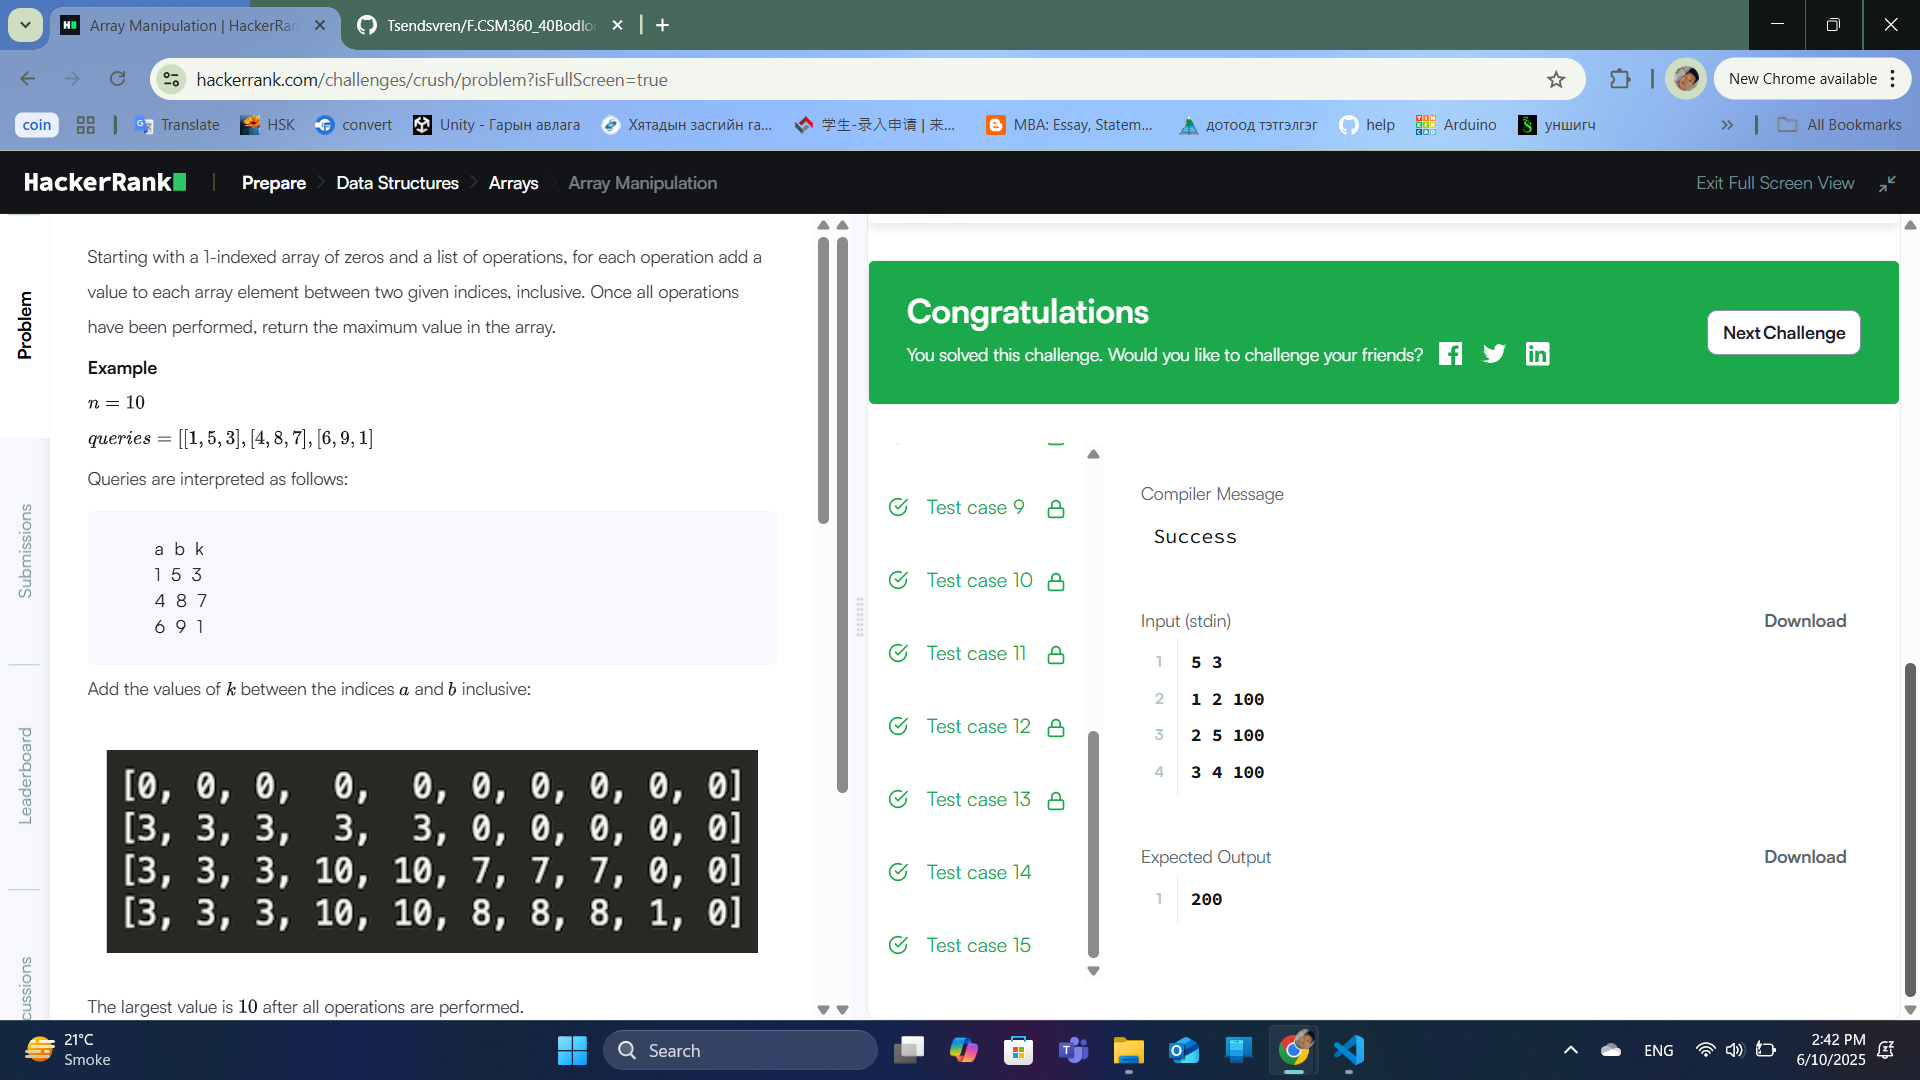 Array Manipulation | HackerRan
Tsendsvren/F.CSM360_40Bodlo
hackerrank.com/challenges/crush/problem?isFullScreen=true
New Chrome available
coin
Translate
HSK
convert
Unity - Гарын авлага
Хятадын засгийн га...
学生-录入申请 | 来...
MBA: Essay, Statem...
дотоод тэтгэлгэг
help
Arduino
уншигч
All Bookmarks
HackerRank
Prepare
Data Structures
Arrays
Array Manipulation
Exit Full Screen View
Problem
Submissions
Leaderboard
cussions
Starting with a 1-indexed array of zeros and a list of operations, for each operation add a
value to each array element between two given indices, inclusive. Once all operations
have been performed, return the maximum value in the array.
Example
n = 10
queries = [[1, 5, 3], [4, 8, 7], [6, 9, 1]
Queries are interpreted as follows:
a b k
1 5 3
4 8 7
6 9 1
Add the values of k between the indices a and b inclusive:
[0, 0, 0, 0, 0, 0, 0, 0, 0, 0]
[3, 3, 3, 3, 3, 0, 0, 0, 0, 0]
[3, 3, 3, 10, 10, 7, 7, 7, 0, 0]
[3, 3, 3, 10, 10, 8, 8, 8, 1, 0]
The largest value is 10 after all operations are performed.
Congratulations
You solved this challenge. Would you like to challenge your friends?
Next Challenge
Test case 9
Test case 10
Test case 11
Test case 12
Test case 13
Test case 14
Test case 15
Compiler Message
Success
Input (stdin)
Download
1 5 3
2 1 2 100
3 2 5 100
4 3 4 100
Expected Output
Download
1 200
21°C
Smoke
Search
ENG
2:42 PM
6/10/2025